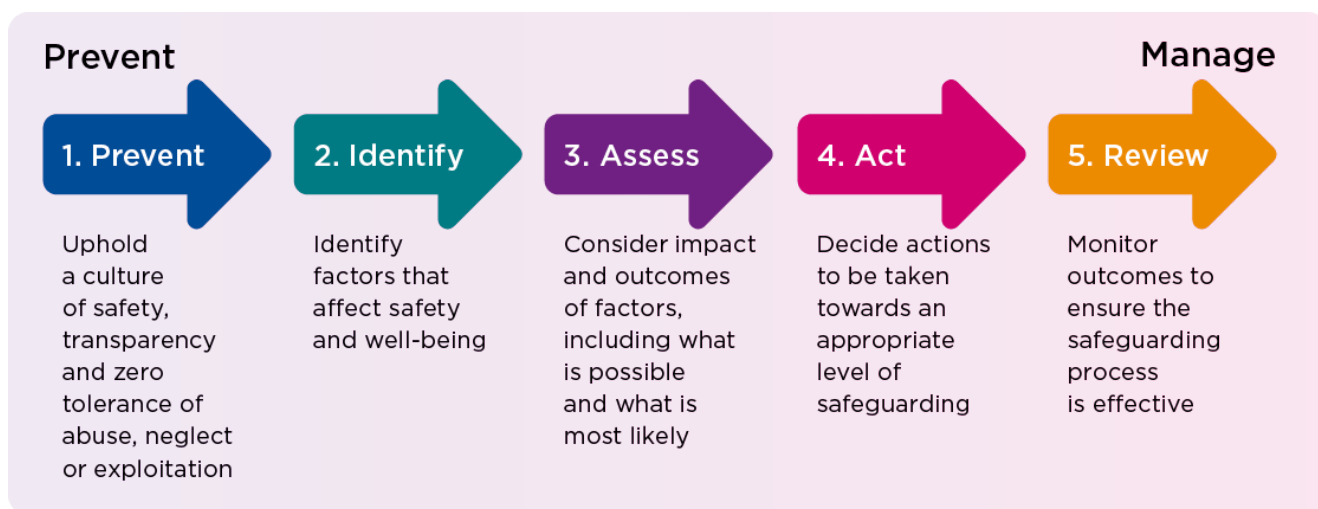 Prevent
Manage
1. Prevent
Uphold
a culture
of safety,
transparency
and zero
tolerance of
abuse, neglect
or exploitation
2. Identify
Identify
factors that
affect safety
and well-being
3. Assess
Consider impact
and outcomes
of factors,
including what
is possible
and what is
most likely
4. Act
Decide actions
to be taken
towards an
appropriate
level of
safeguarding
5. Review
Monitor
outcomes to
ensure the
safeguarding
process
is effective